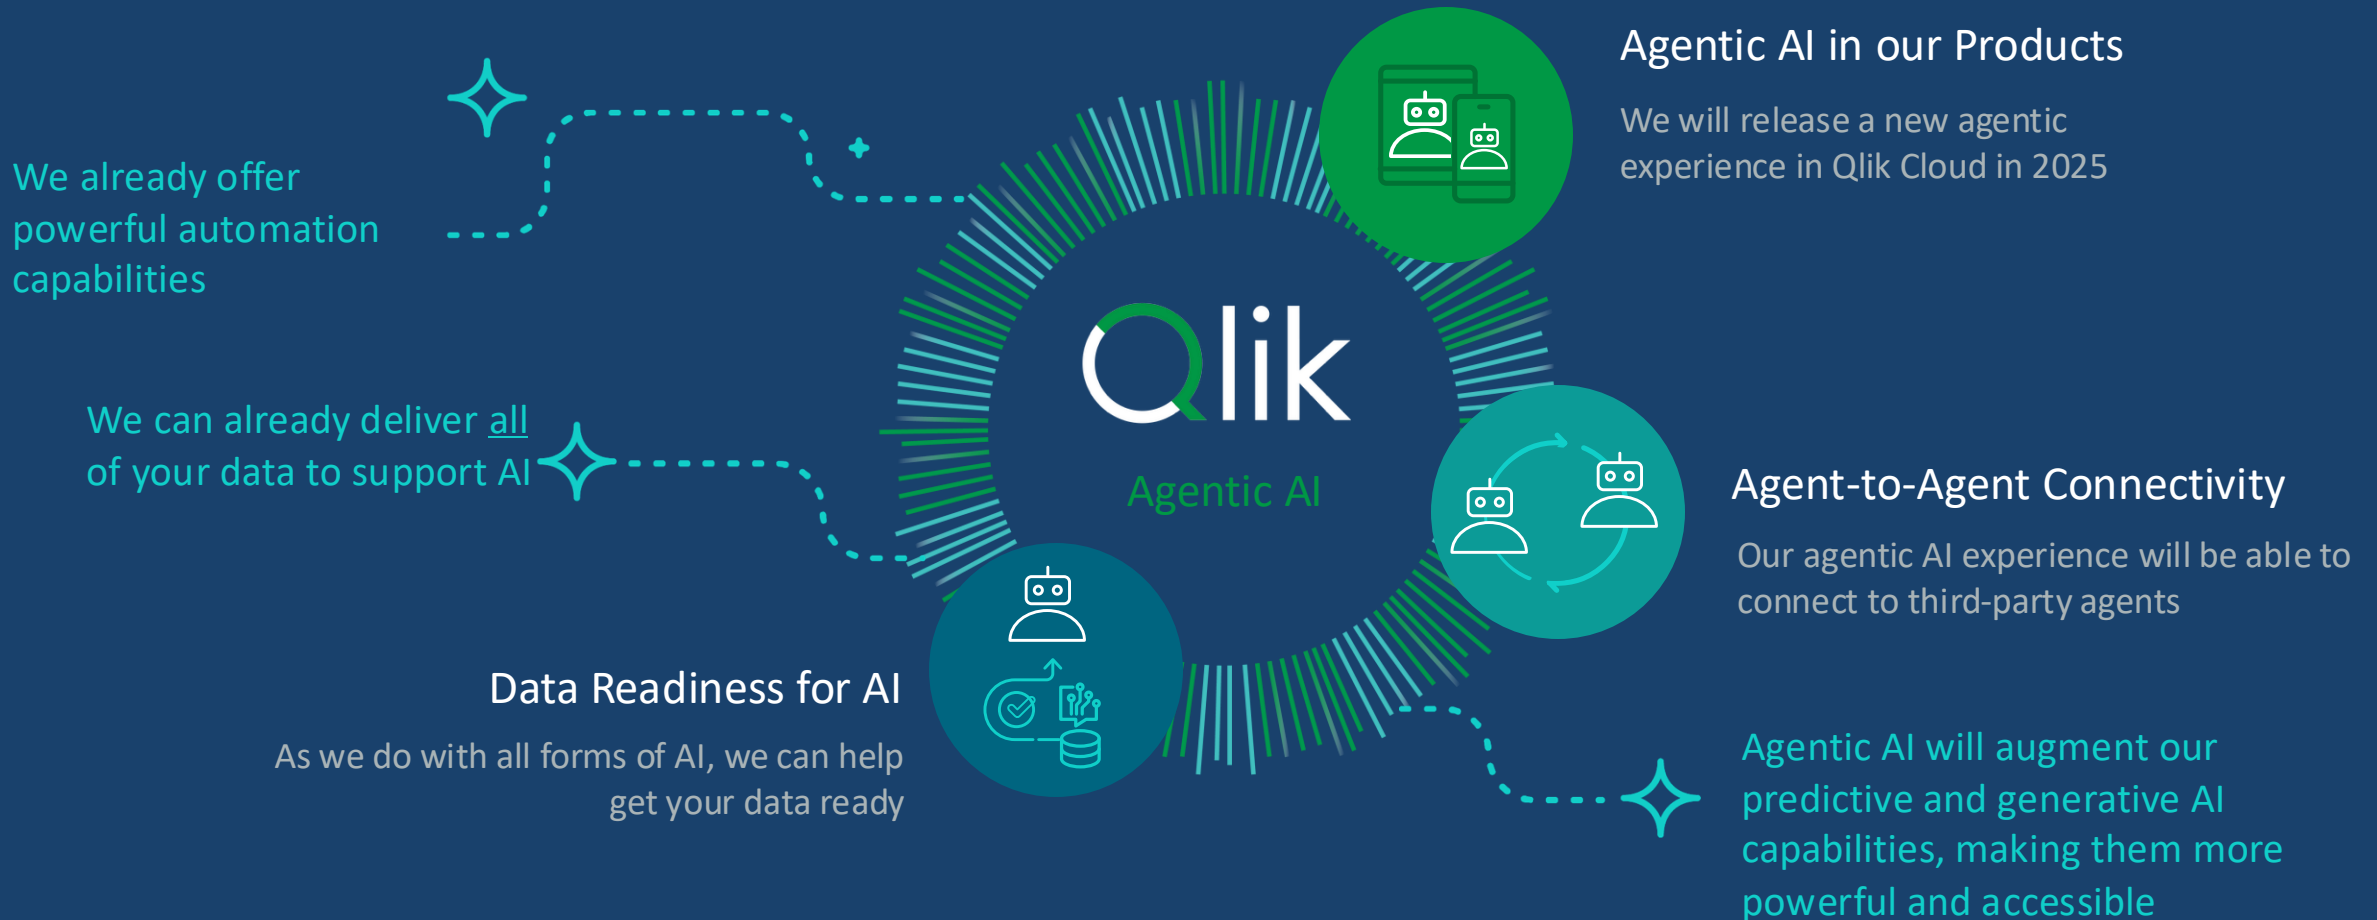 Agentic AI in our Products
We will release a new agentic
experience in Qlik Cloud in 2025
We already offer
powerful automation
capabilities
Qlik
Agentic AI
We can already deliver all
of your data to support AI
Agent-to-Agent Connectivity
Our agentic AI experience will be able to
connect to third-party agents
Data Readiness for AI
As we do with all forms of AI, we can help
get your data ready
Agentic AI will augment our
predictive and generative AI
capabilities, making them more
powerful and accessible